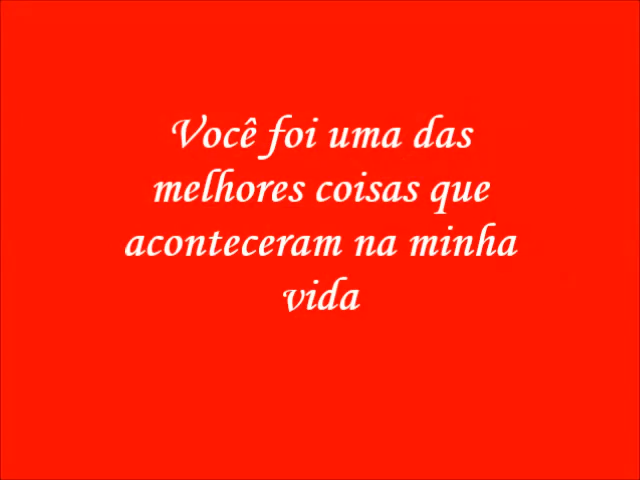 Você foi uma das
melhores coisas que
aconteceram na minha
vida